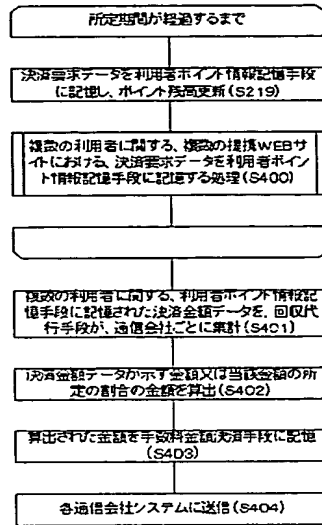 所定期間が経過するまで
決済要求データを利用者ポイント情報記憶手段
に記憶し、ポイント残高更新(S219)
複数の利用者に関する、複数の提携WEBサ
イトにおける、決済要求データを利用者ポイン
ト情報記憶手段に記憶する処理(S400)
複数の利用者に関する、利用者ポイント情報記
憶手段に記憶された決済金額データを、回収代
行手段が、通信会社ごとに集計(S401)
決済金額データが示す金額又は当該金額の所
定の割合の金額を算出(S402)
算出された金額を手数料金額決済手段に記憶
(S403)
各通信会社システムに送信(S404)